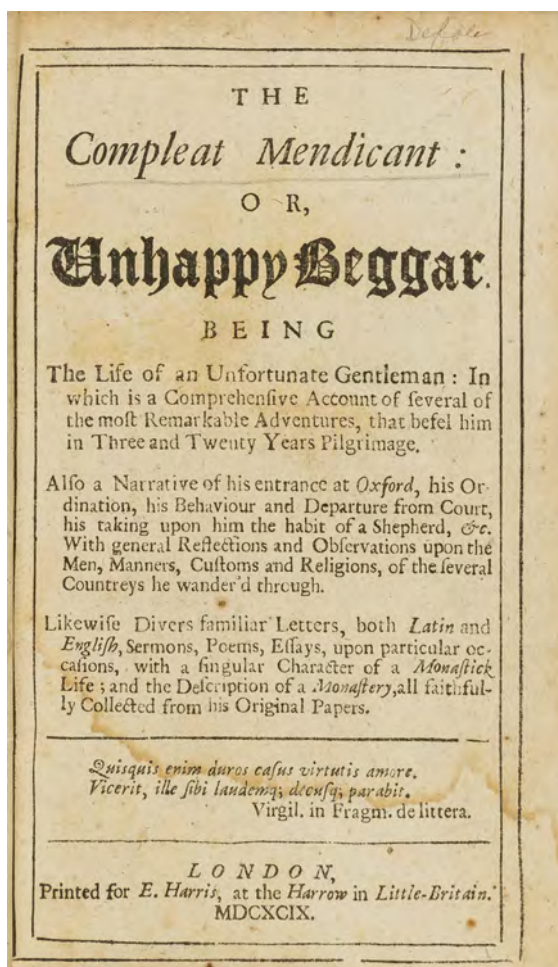 Defoe
THE
Compleat Mendicant:
OR,
Unhappy Beggar.
BEING
The Life of an Unfortunate Gentleman: In
which is a Comprehenſive Account of ſeveral of
the moſt Remarkable Adventures, that befel him
in Three and Twenty Years Pilgrimage.
Alſo a Narrative of his entrance at Oxford, his Or-
dination, his Behaviour and Departure from Court,
his taking upon him the habit of a Shepherd, &c.
With general Reflections and Obſervations upon the
Men, Manners, Cuſtoms and Religions, of the ſeveral
Countreys he wander'd through.
Likewiſe Divers familiar Letters, both Latin and
Engliſh, Sermons, Poems, Eſſays, upon particular oc-
caſions, with a ſingular Character of a Monaſtick
Life; and the Deſcription of a Monaſtery, all faithful-
ly Collected from his Original Papers.
Quisquis enim duros caſus virtutis amore.
Vicerit, ille ſibi laudemq; decuſq; parabit.
Virgil. in Fragm. de littera.
LONDON,
Printed for E. Harris, at the Harrow in Little-Britain.
MDCXCIX.